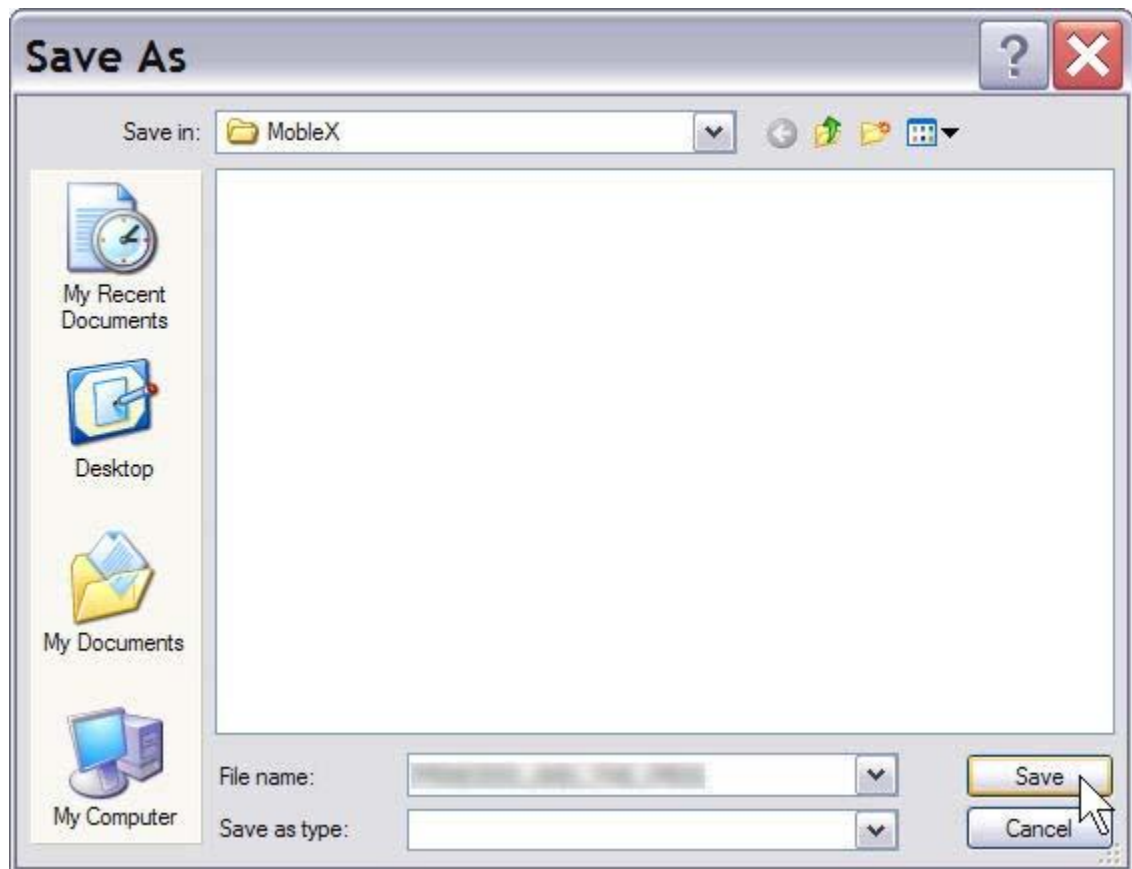 Save As
Save in: MobleX
My Recent
Documents
Desktop
My Documents
My Computer
File name:
Save
Save as type:
Cancel